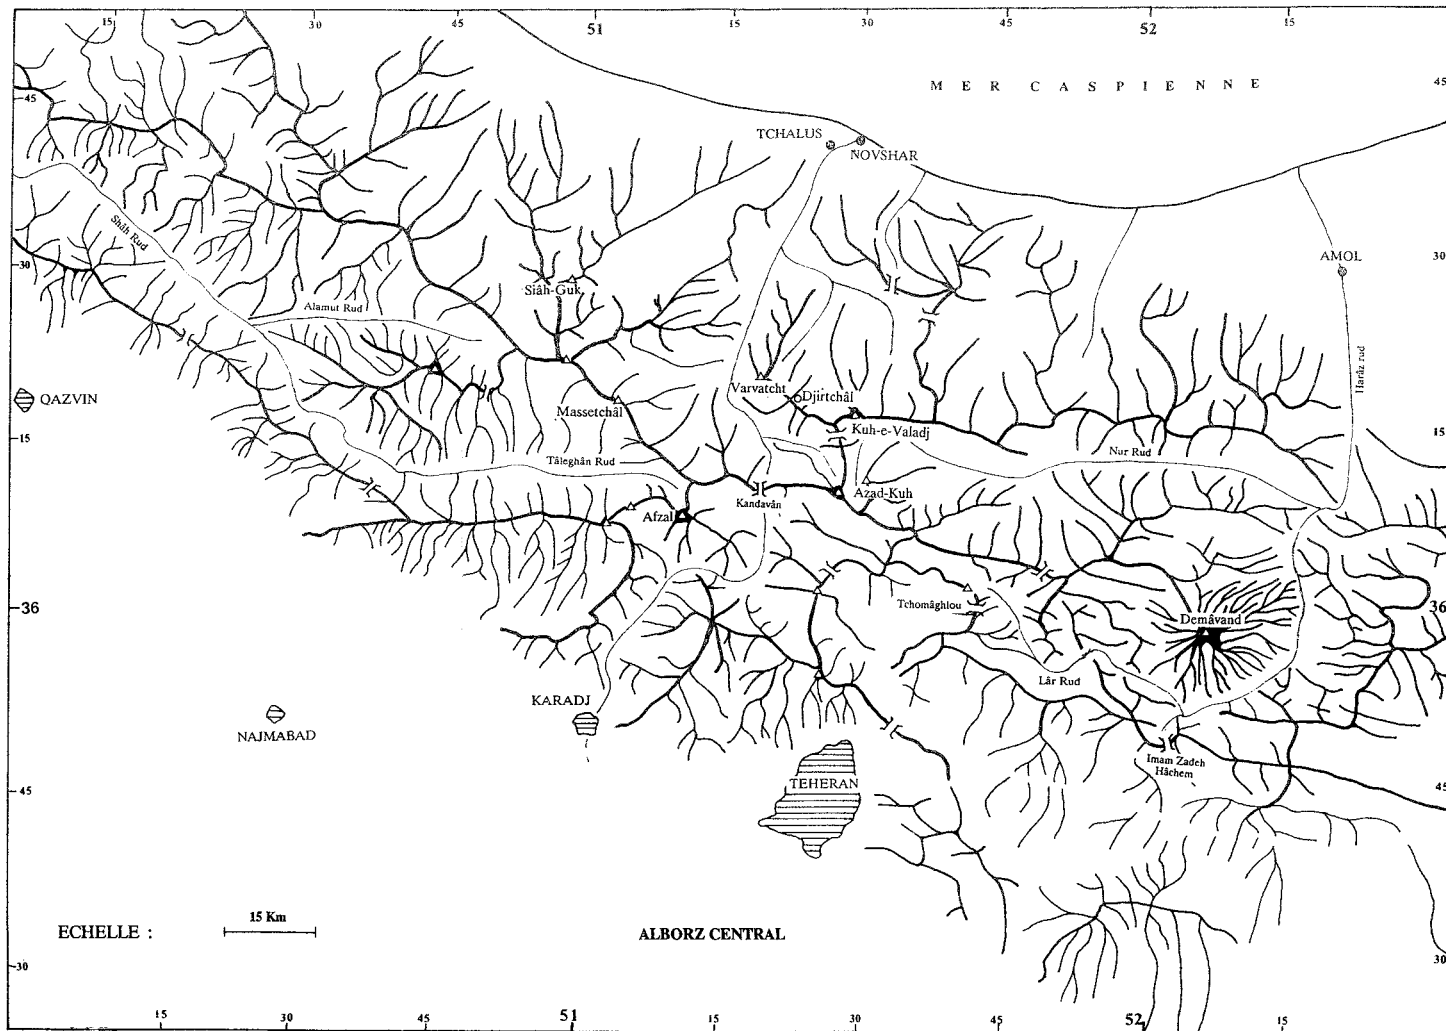 15 30 45 51 15 30 45 52 15
MER CASPIENNE
45 45
TCHALUS
NOVSHAR
Shâh Rud
30 AMOL 30
Siâh-Guk
Alamut Rud
Harâz rud
Varvatcht
QAZVIN
Djirtchâl
Massetchâl
Kuh-e-Valadj
15 15
Nur Rud
Tâleghân Rud
Azad-Kuh
Kandavân
Afzal
36 Tchomâghlou 36
Demâvand
Lâr Rud
KARADJ
NAJMABAD
Imam Zadeh
Hâchem
TEHERAN
45 45
15 Km
ECHELLE :
ALBORZ CENTRAL
30 30
15 30 45 51 15 30 45 52 15